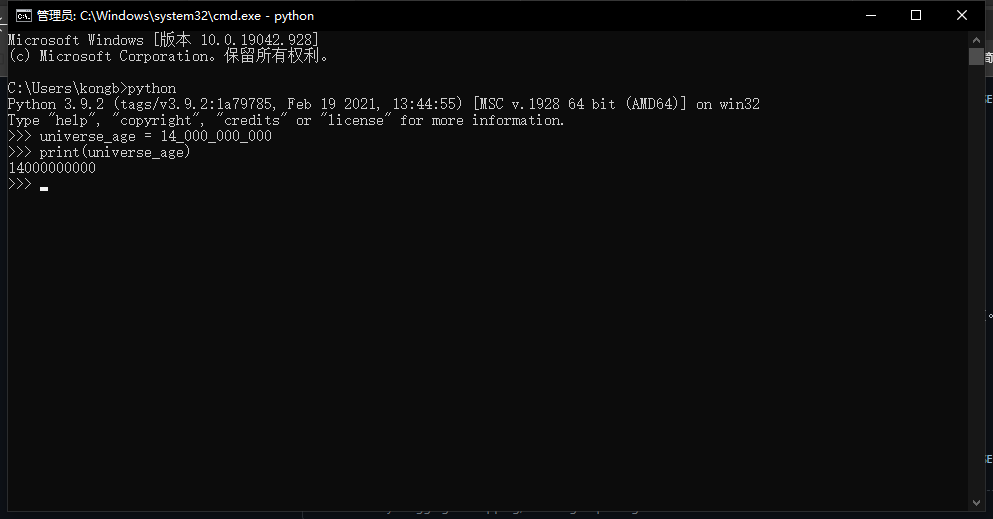 管理员: C:\Windows\system32\cmd.exe - python
Microsoft Windows [版本 10.0.19042.928]
(c) Microsoft Corporation。保留所有权利。
C:\Users\kongb>python
Python 3.9.2 (tags/v3.9.2:1a79785, Feb 19 2021, 13:44:55) [MSC v.1928 64 bit (AMD64)] on win32
Type "help", "copyright", "credits" or "license" for more information.
>>> universe_age = 14_000_000_000
>>> print(universe_age)
14000000000
>>>